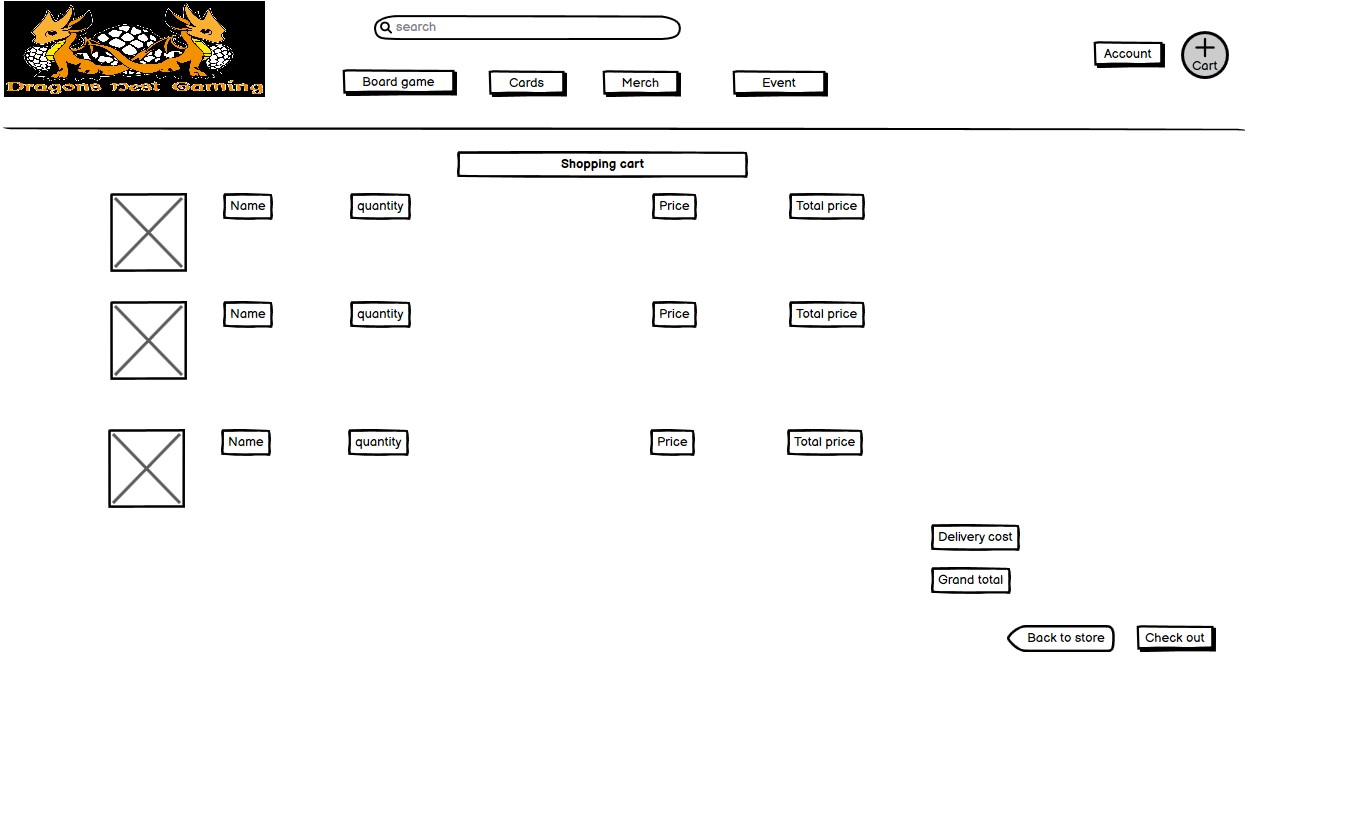 search
Account
Cart
Board game
Cards
Merch
Event
Dragons Nest Gaming
Shopping cart
Name quantity Price Total price
Name quantity Price Total price
Name quantity Price Total price
Delivery cost
Grand total
Back to store
Check out